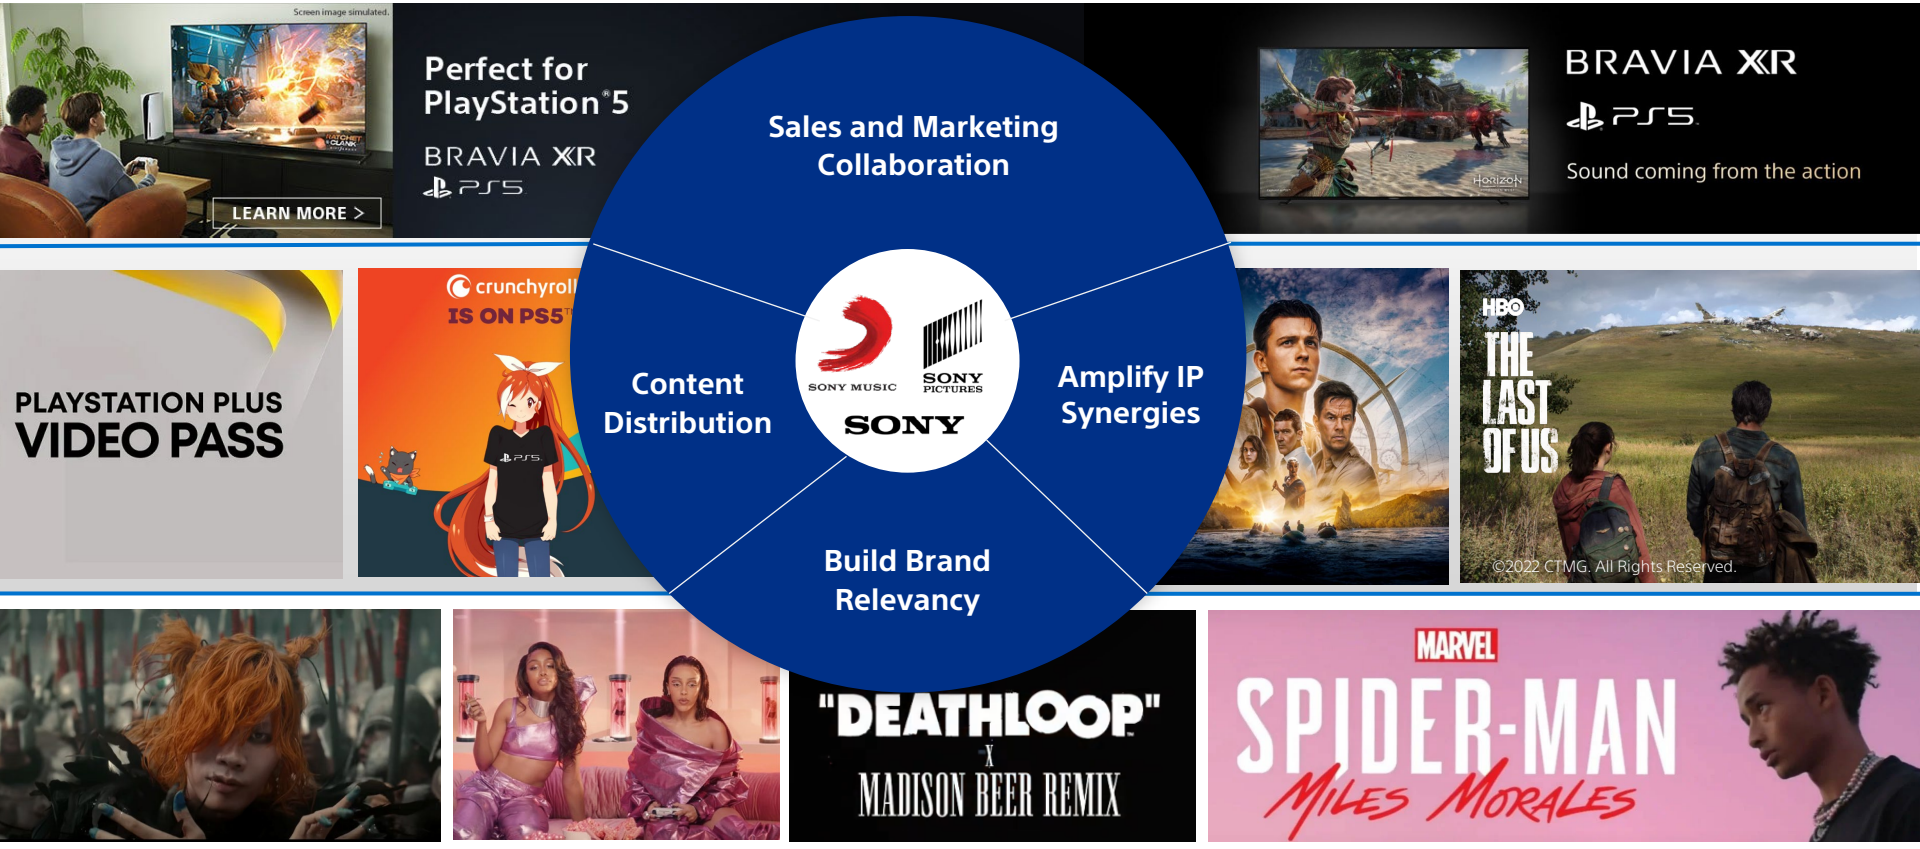 Screen image simulated.
Perfect for
PlayStation®5
BRAVIA XR
PS5
LEARN MORE >
RATCHET
& CLANK
Sales and Marketing
Collaboration
BRAVIA XR
PS5
Sound coming from the action
HORIZON
PLAYSTATION PLUS
VIDEO PASS
crunchyroll
IS ON PS5
PS5
Content
Distribution
SONY MUSIC
SONY
PICTURES
SONY
Amplify IP
Synergies
Build Brand
Relevancy
HBO
THE
LAST
OF US
©2022 CTMG. All Rights Reserved.
"DEATHLOOP"
X
MADISON BEER REMIX
MARVEL
SPIDER-MAN
MILES MORALES